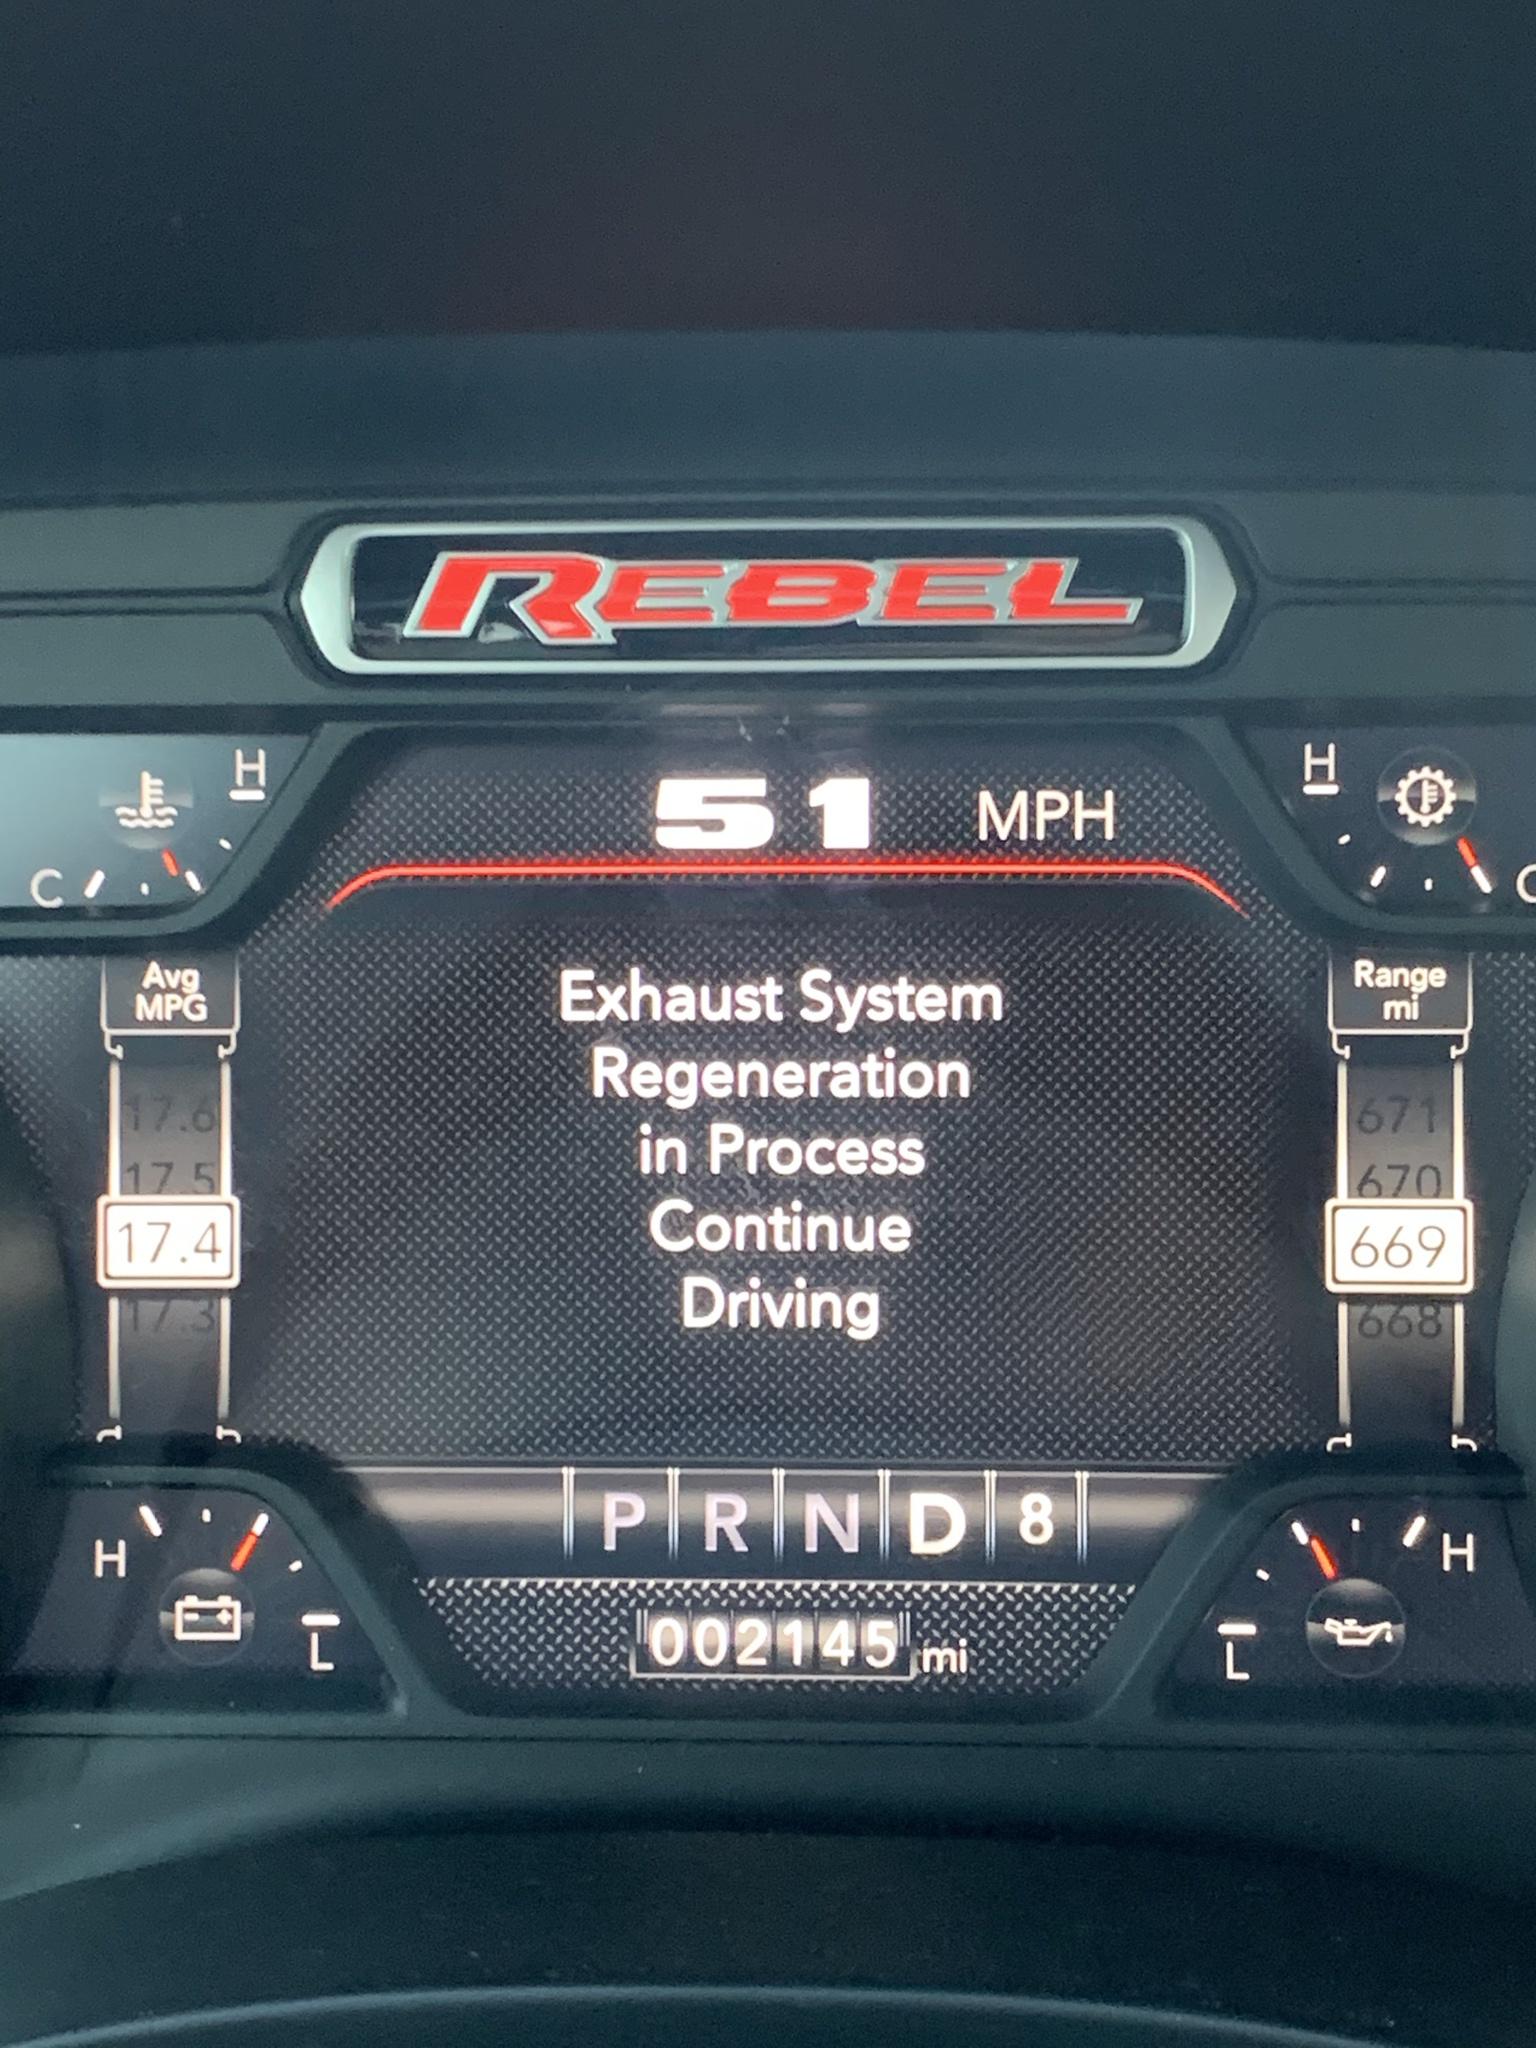 REBEL
51 MPH
H
C
H
C
Avg
MPG
17.6
17.5
17.4
17.3
Exhaust System
Regeneration
in Process
Continue
Driving
Range
mi
671
670
669
668
P R N D 8
H
L
002145 mi
H
L